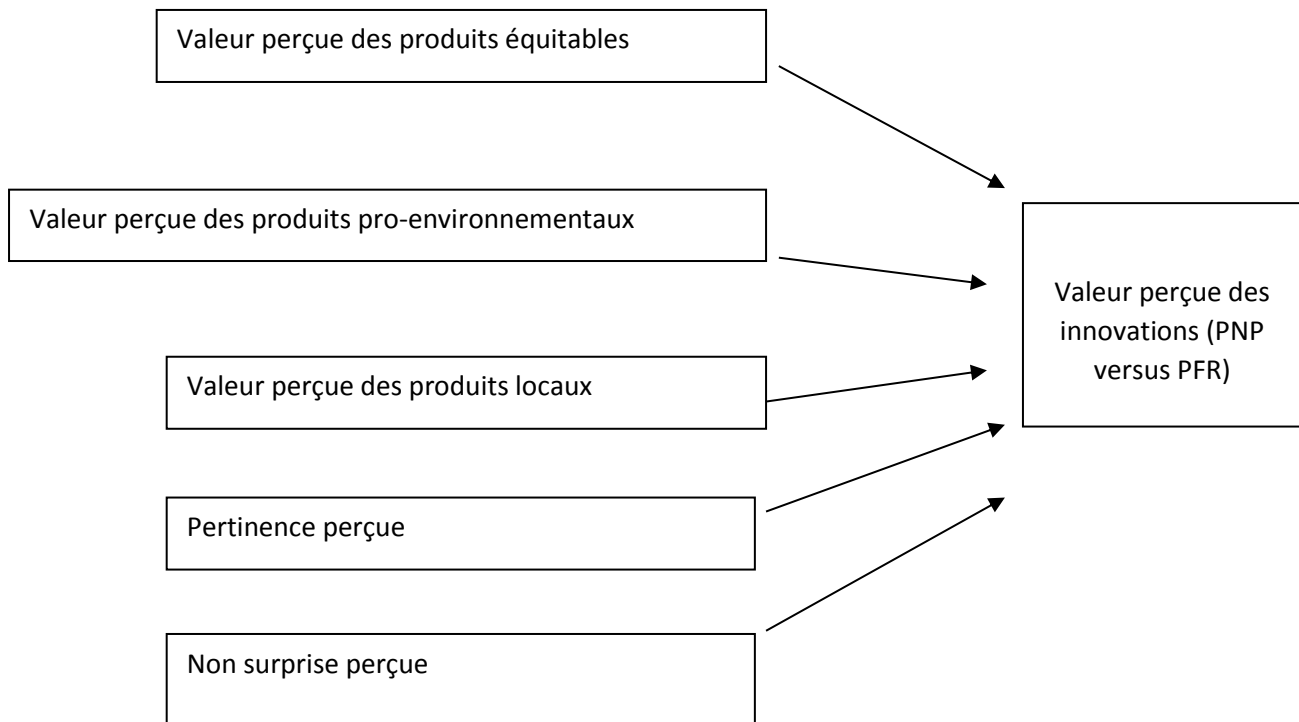 Valeur perçue des produits équitables
Valeur perçue des produits pro-environnementaux
Valeur perçue des produits locaux
Pertinence perçue
Non surprise perçue
Valeur perçue des
innovations (PNP
versus PFR)